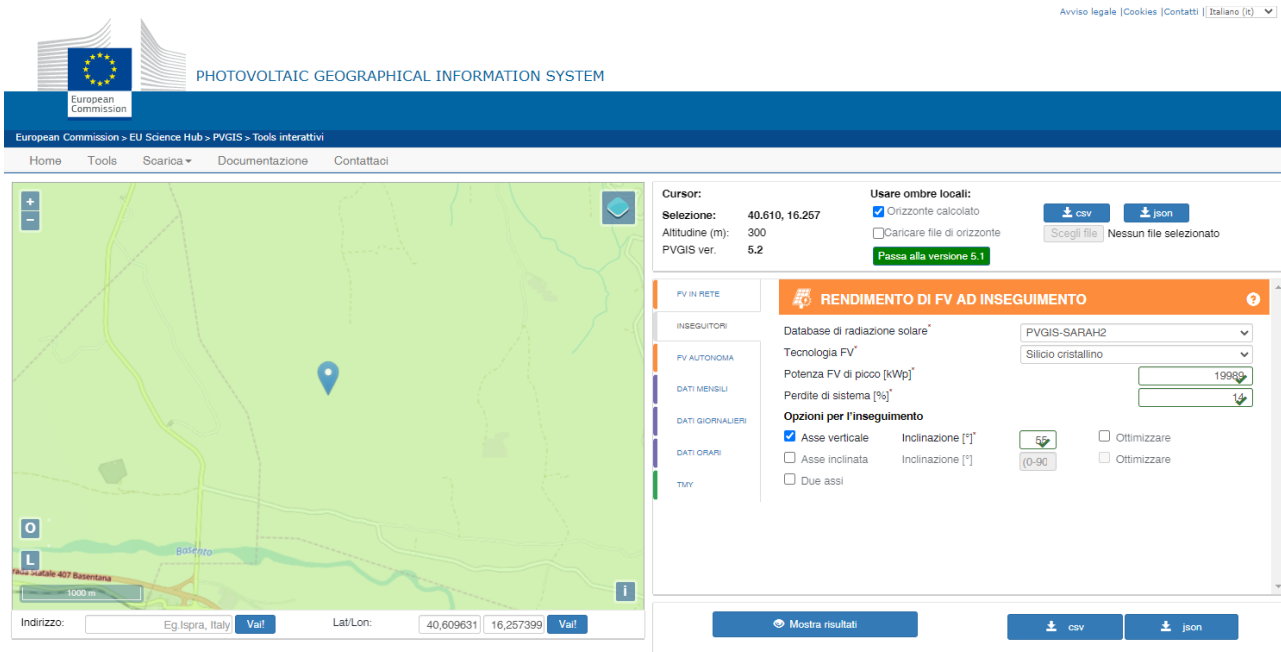 Avviso legale |Cookies |Contatti | Italiano (it)
PHOTOVOLTAIC GEOGRAPHICAL INFORMATION SYSTEM
European
Commission
European Commission > EU Science Hub > PVGIS > Tools interattivi
Home Tools Scarica Documentazione Contattaci
+
−
O
L
Basento
Strada Statale 407 Basentana
1000 m
i
Indirizzo: Eg.Ispra, Italy Vai! Lat/Lon: 40,609631 16,257399 Vai!
Cursor: Usare ombre locali:
Selezione: 40.610, 16.257 Orizzonte calcolato csv json
Altitudine (m): 300 Caricare file di orizzonte Scegli file Nessun file selezionato
PVGIS ver. 5.2 Passa alla versione 5.1
FV IN RETE
INSEGUITORI
FV AUTONOMA
DATI MENSILI
DATI GIORNALIERI
DATI ORARI
TMY
RENDIMENTO DI FV AD INSEGUIMENTO ?
Database di radiazione solare* PVGIS-SARAH2
Tecnologia FV* Silicio cristallino
Potenza FV di picco [kWp]* 19989
Perdite di sistema [%]* 14
Opzioni per l'inseguimento
Asse verticale Inclinazione [°]* 55 Ottimizzare
Asse inclinata Inclinazione [°] (0-90 Ottimizzare
Due assi
Mostra risultati csv json